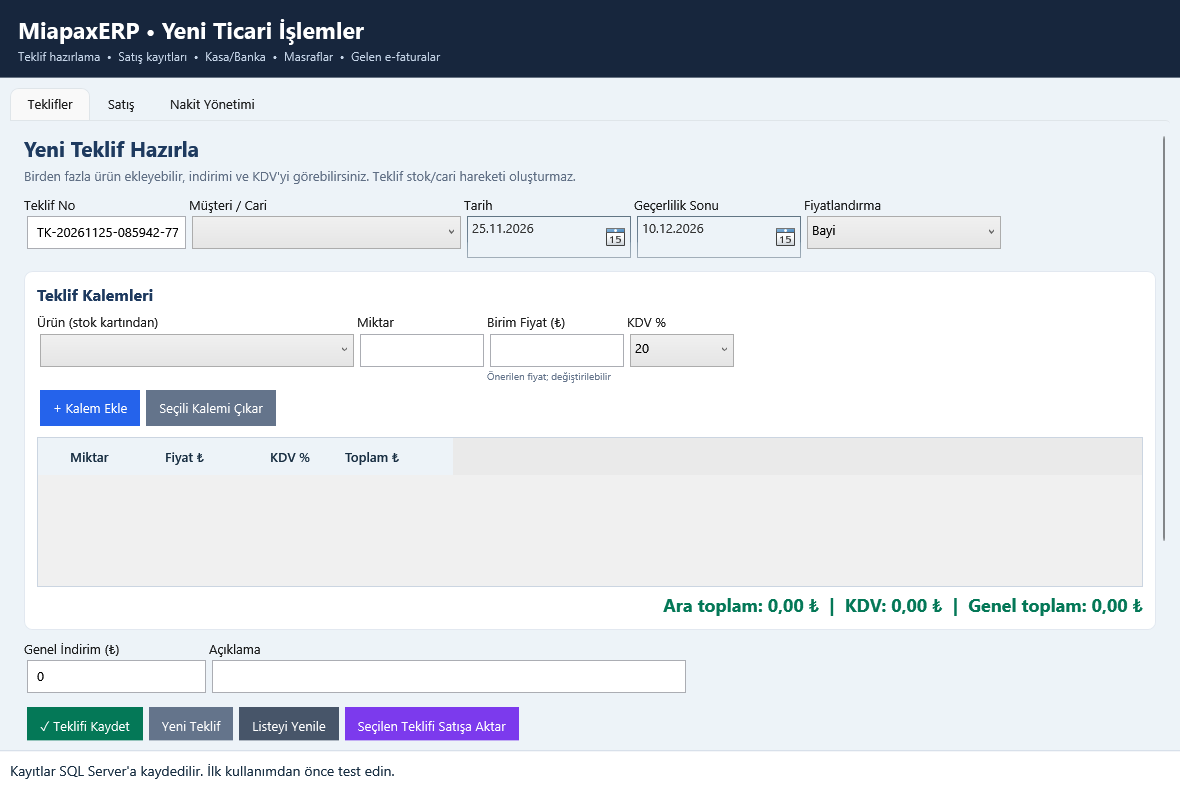 MiapaxERP • Yeni Ticari İşlemler
Teklif hazırlama • Satış kayıtları • Kasa/Banka • Masraflar • Gelen e-faturalar
Teklifler Satış Nakit Yönetimi
Yeni Teklif Hazırla
Birden fazla ürün ekleyebilir, indirimi ve KDV'yi görebilirsiniz. Teklif stok/cari hareketi oluşturmaz.
Teklif No Müşteri / Cari Tarih Geçerlilik Sonu Fiyatlandırma
TK-20261125-085942-77 25.11.2026 15 10.12.2026 15 Bayi
Teklif Kalemleri
Ürün (stok kartından) Miktar Birim Fiyat (₺) KDV %
20
Önerilen fiyat; değiştirilebilir
+ Kalem Ekle Seçili Kalemi Çıkar
Miktar Fiyat ₺ KDV % Toplam ₺
Ara toplam: 0,00 ₺ | KDV: 0,00 ₺ | Genel toplam: 0,00 ₺
Genel İndirim (₺) Açıklama
0
✓ Teklifi Kaydet Yeni Teklif Listeyi Yenile Seçilen Teklifi Satışa Aktar
Kayıtlar SQL Server'a kaydedilir. İlk kullanımdan önce test edin.